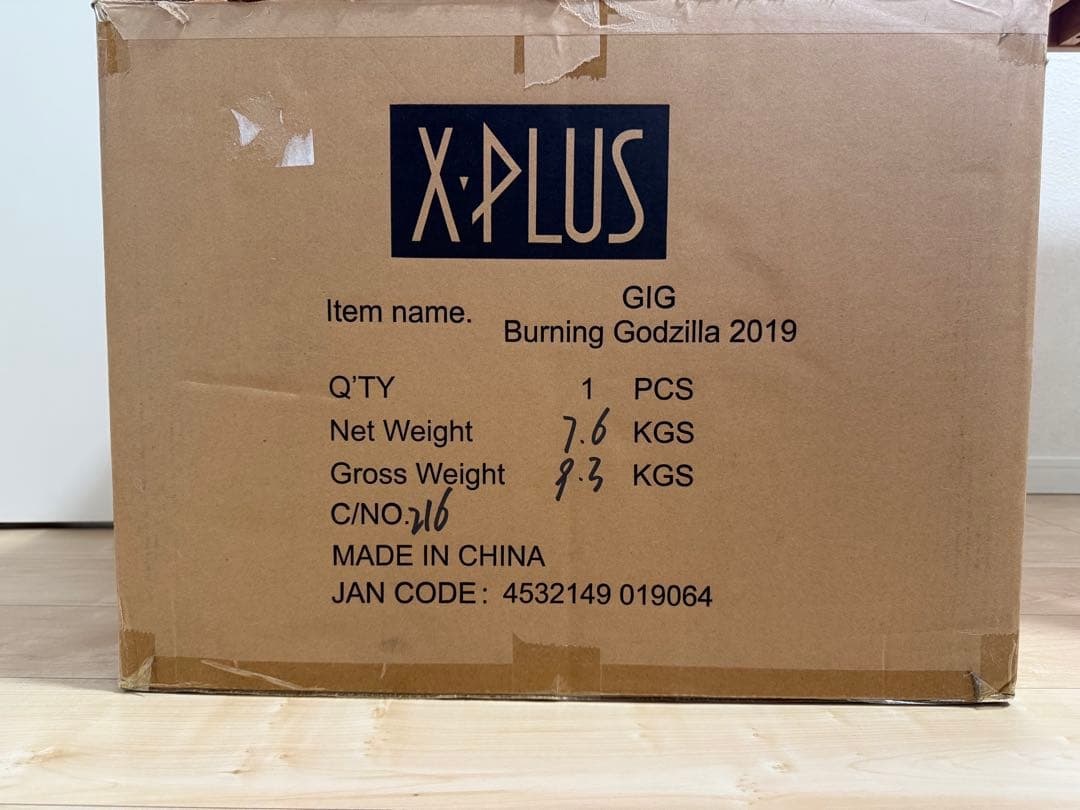 X·PLUS
Item name. GIG
Burning Godzilla 2019
Q'TY 1 PCS
Net Weight 7.6 KGS
Gross Weight 9.3 KGS
C/NO.216
MADE IN CHINA
JAN CODE: 4532149 019064